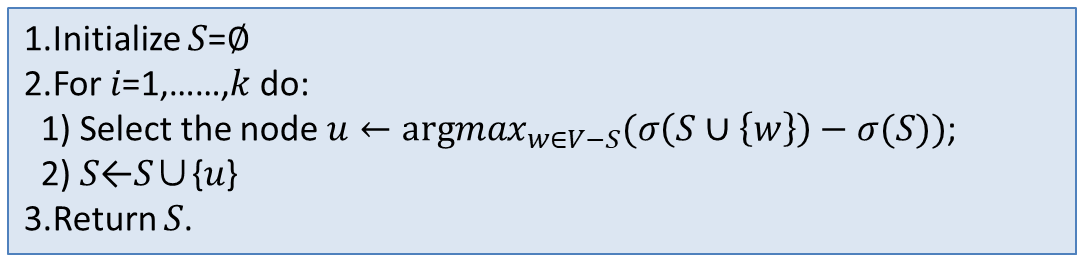 1.Initialize S=∅
2.For i=1,……,k do:
1) Select the node u ← argmax_{w∈V−S}(σ(S ∪ {w}) − σ(S));
2) S←S∪{u}
3.Return S.